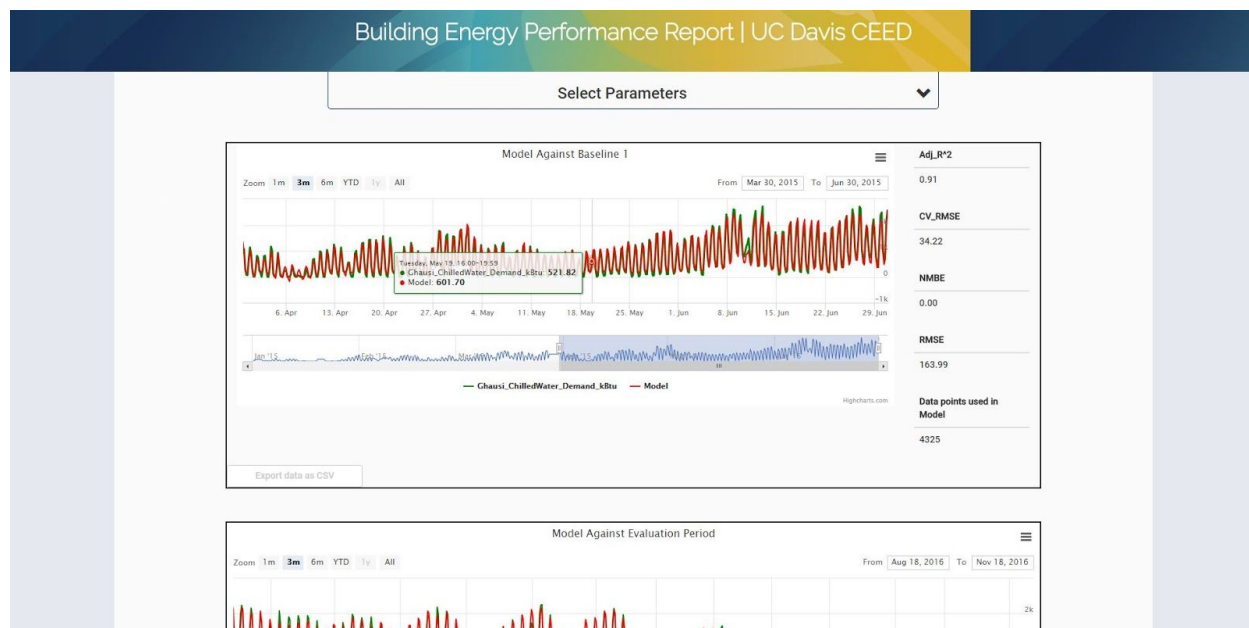 Building Energy Performance Report | UC Davis CEED
Select Parameters
Model Against Baseline 1
Zoom 1m 3m 6m YTD 1y All
From Mar 30, 2015 To Jun 30, 2015
Tuesday, May 19, 16:00-19:59
Ghausi_ChilledWater_Demand_kBtu: 521.82
Model: 601.70
0
-1k
6. Apr 13. Apr 20. Apr 27. Apr 4. May 11. May 18. May 25. May 1. Jun 8. Jun 15. Jun 22. Jun 29. Jun
Jan '15 Feb '15
Ghausi_ChilledWater_Demand_kBtu Model
Highcharts.com
Export data as CSV
Adj_R^2
0.91
CV_RMSE
34.22
NMBE
0.00
RMSE
163.99
Data points used in
Model
4325
Model Against Evaluation Period
Zoom 1m 3m 6m YTD 1y All
From Aug 18, 2016 To Nov 18, 2016
2k